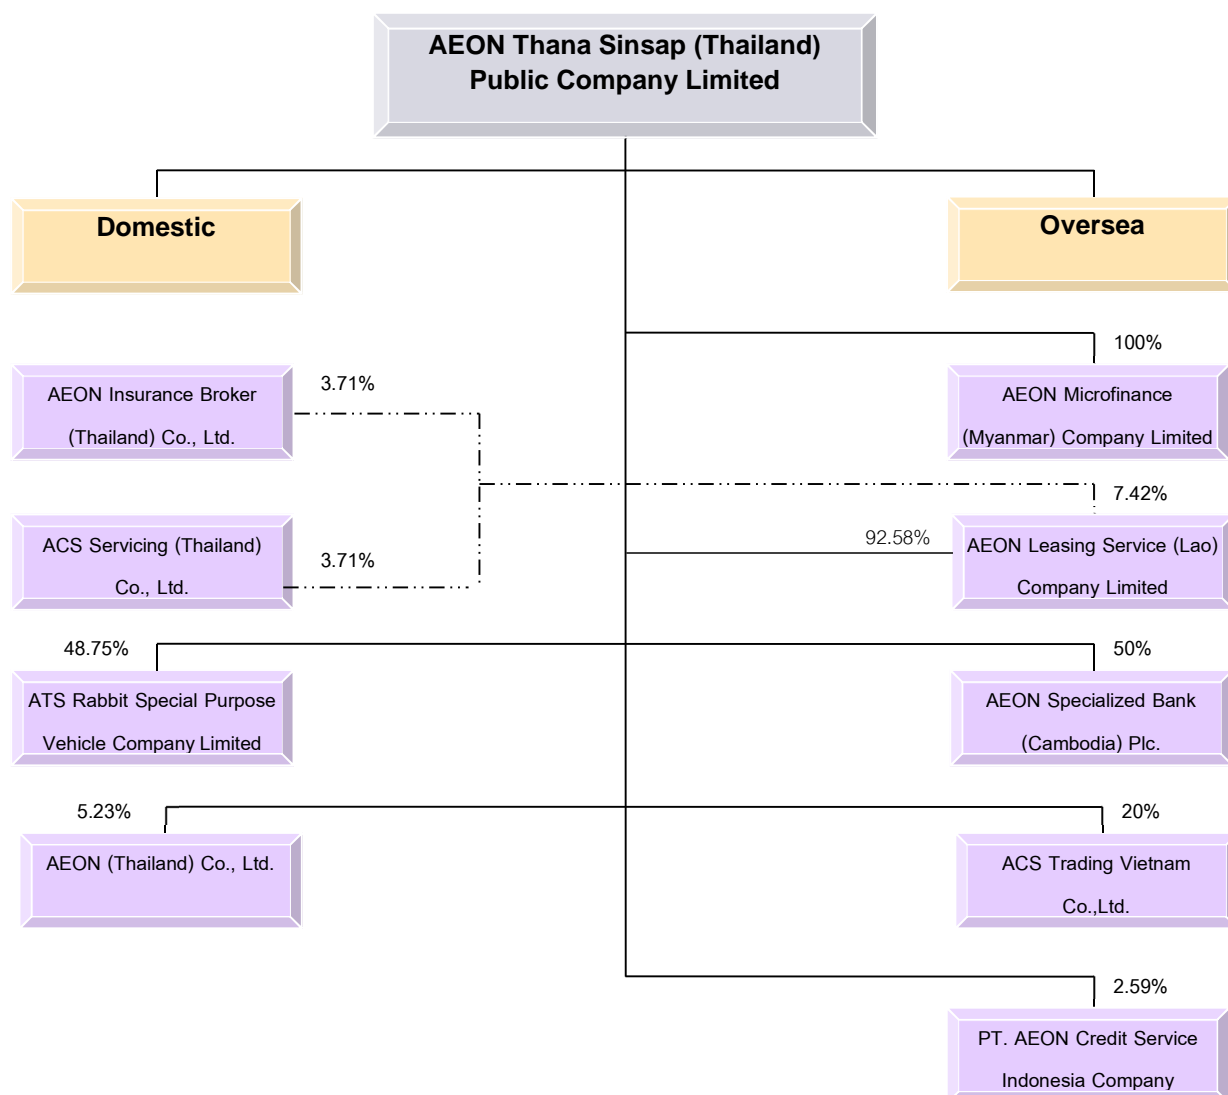 AEON Thana Sinsap (Thailand)
Public Company Limited
Domestic
Oversea
100%
AEON Insurance Broker
(Thailand) Co., Ltd.
3.71%
AEON Microfinance
(Myanmar) Company Limited
7.42%
ACS Servicing (Thailand)
Co., Ltd.
3.71%
92.58%
AEON Leasing Service (Lao)
Company Limited
48.75%
50%
ATS Rabbit Special Purpose
Vehicle Company Limited
AEON Specialized Bank
(Cambodia) Plc.
5.23%
20%
AEON (Thailand) Co., Ltd.
ACS Trading Vietnam
Co.,Ltd.
2.59%
PT. AEON Credit Service
Indonesia Company